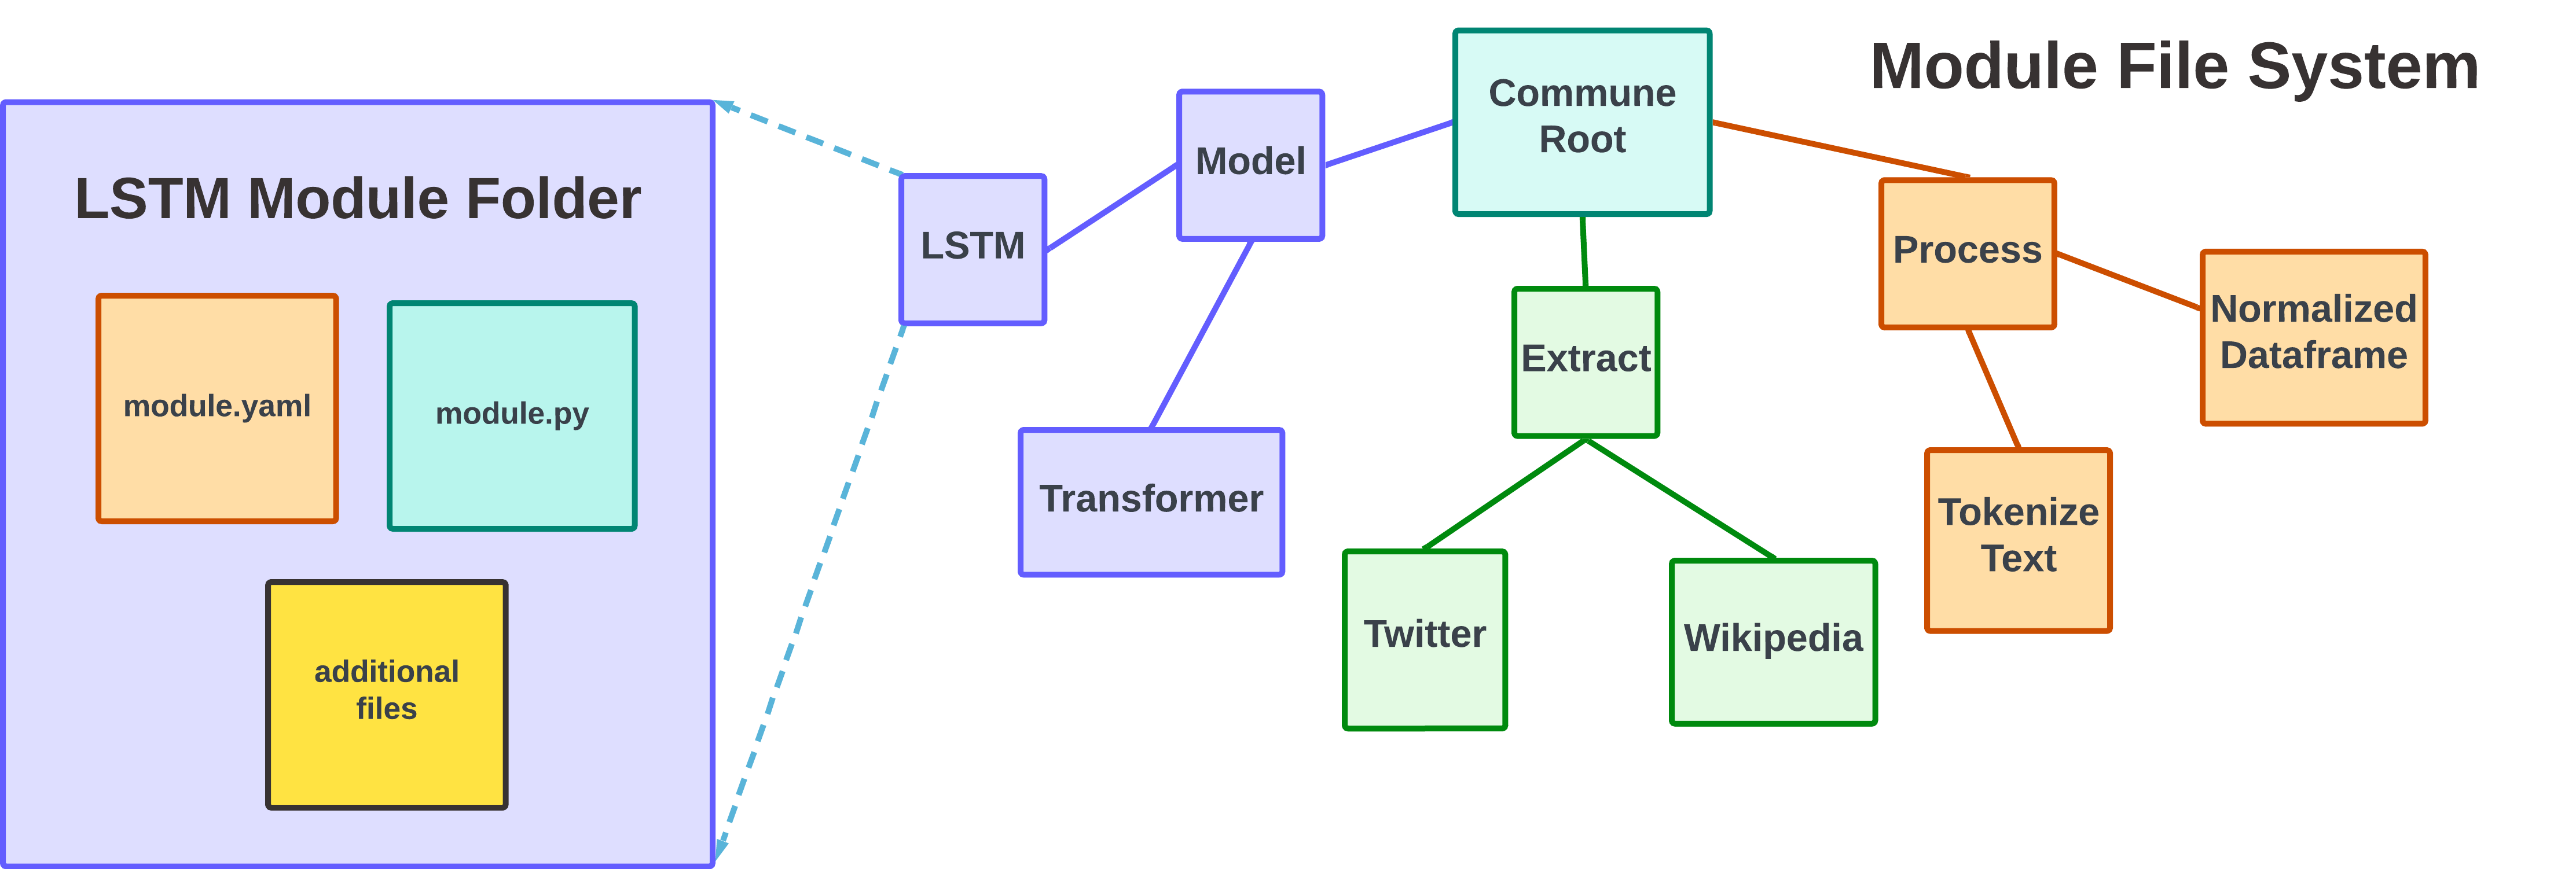 Module File System
Commune
Root
Model
LSTM
Transformer
Extract
Twitter
Wikipedia
Process
Normalized
Dataframe
Tokenize
Text
LSTM Module Folder
module.yaml
module.py
additional
files